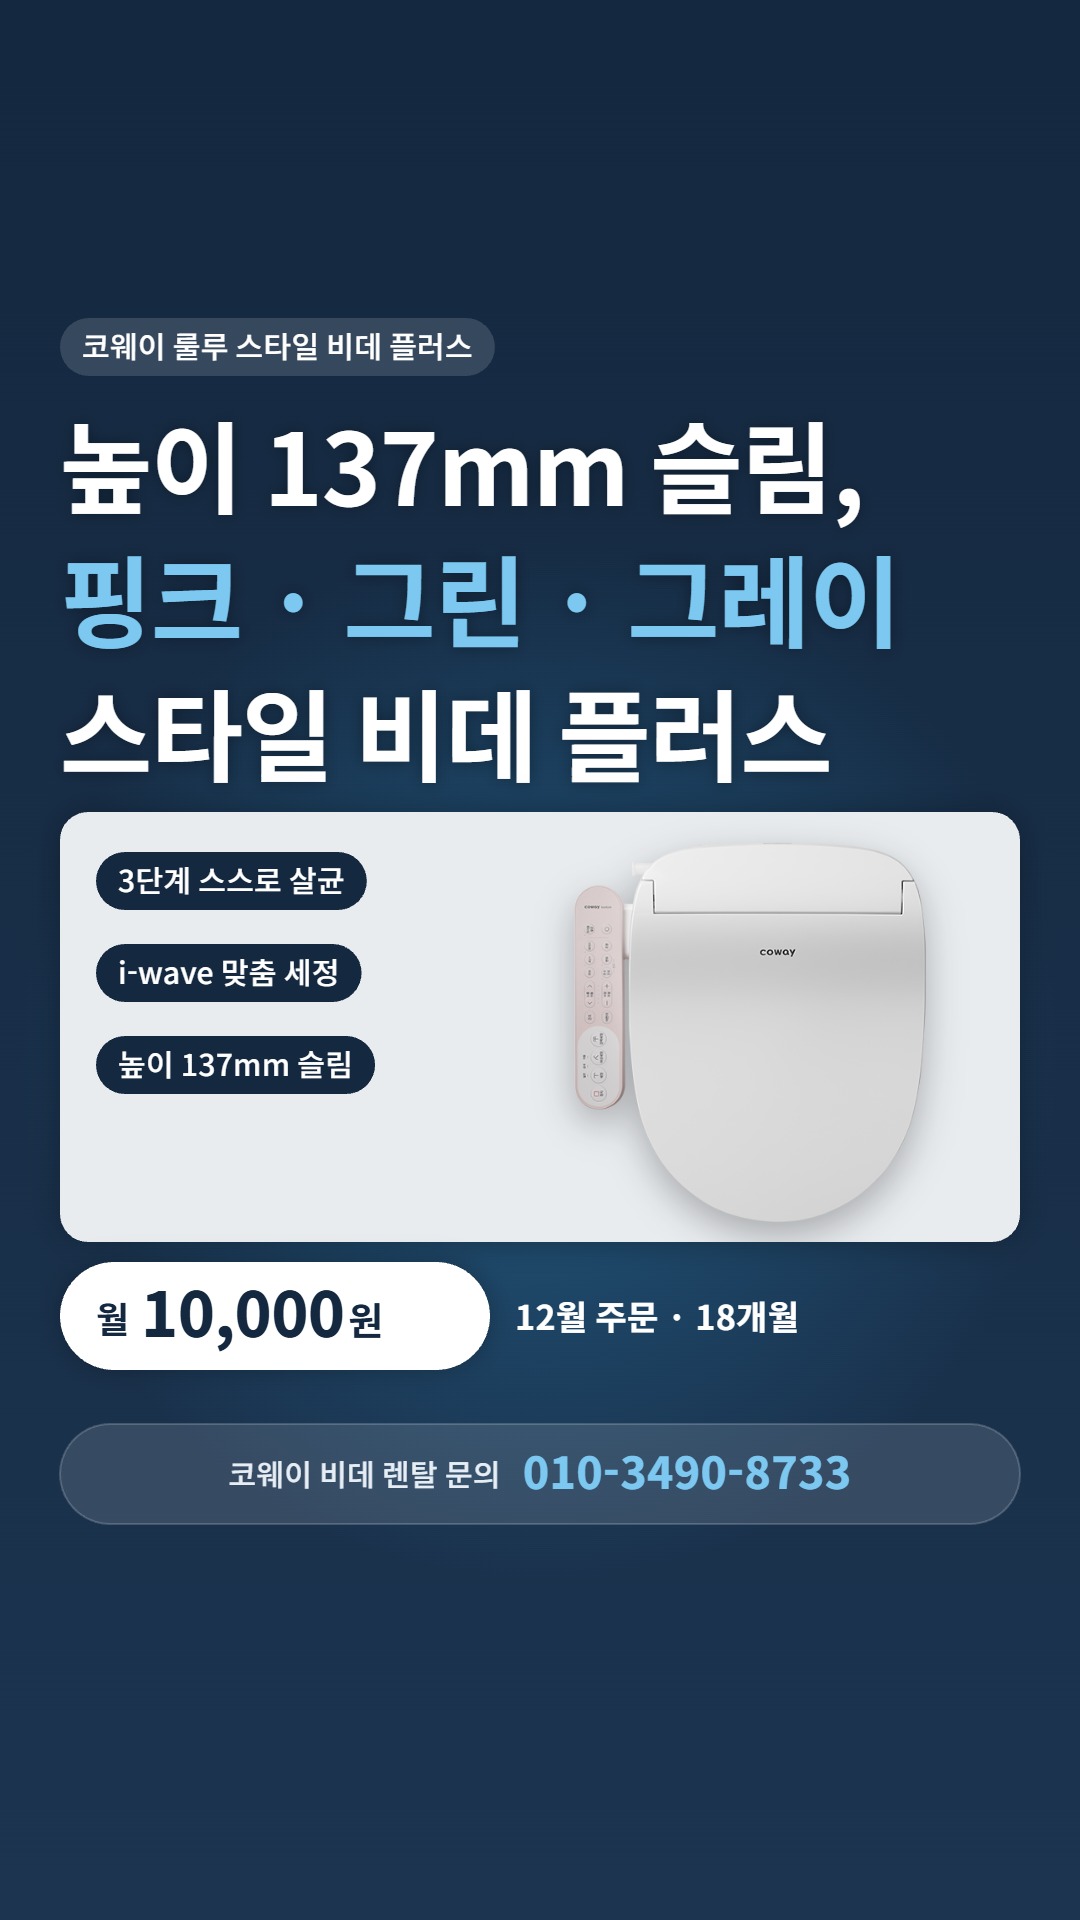 코웨이 룰루 스타일 비데 플러스
높이 137mm 슬림,
핑크 · 그린 · 그레이
스타일 비데 플러스
3단계 스스로 살균
i-wave 맞춤 세정
높이 137mm 슬림
coway
coway
월 10,000원
12월 주문 · 18개월
코웨이 비데 렌탈 문의 010-3490-8733